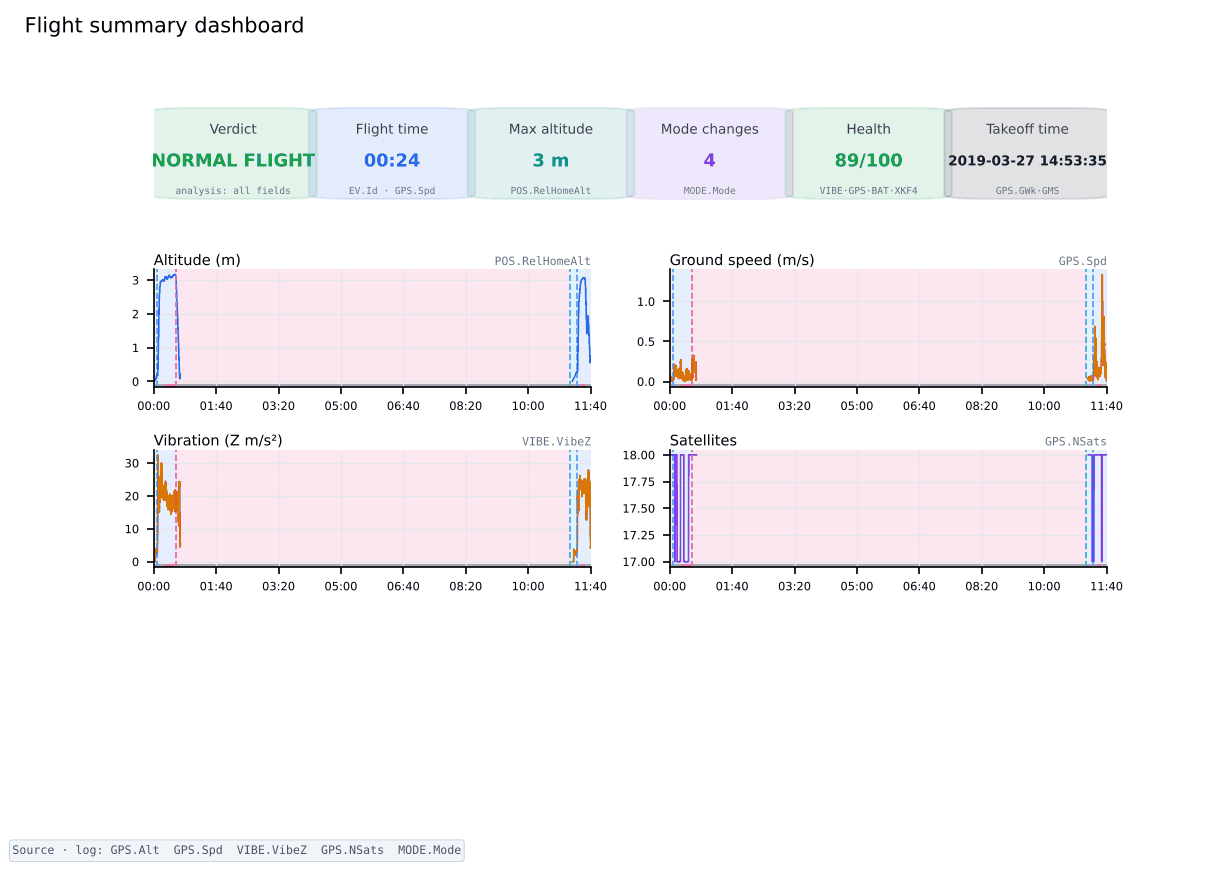 Flight summary dashboard
Verdict
NORMAL FLIGHT
analysis: all fields
Flight time
00:24
EV.Id · GPS.Spd
Max altitude
3 m
POS.RelHomeAlt
Mode changes
4
MODE.Mode
Health
89/100
VIBE·GPS·BAT·XKF4
Takeoff time
2019-03-27 14:53:35
GPS.GWk·GMS
Altitude (m) POS.RelHomeAlt
3
2
1
0
00:00 01:40 03:20 05:00 06:40 08:20 10:00 11:40
Ground speed (m/s) GPS.Spd
1.0
0.5
0.0
00:00 01:40 03:20 05:00 06:40 08:20 10:00 11:40
Vibration (Z m/s²) VIBE.VibeZ
30
20
10
0
00:00 01:40 03:20 05:00 06:40 08:20 10:00 11:40
Satellites GPS.NSats
18.00
17.75
17.50
17.25
17.00
00:00 01:40 03:20 05:00 06:40 08:20 10:00 11:40
Source · log: GPS.Alt GPS.Spd VIBE.VibeZ GPS.NSats MODE.Mode